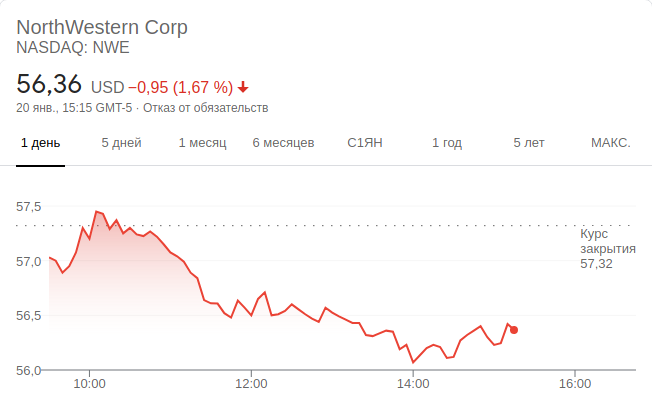 NorthWestern Corp
NASDAQ: NWE
56,36 USD −0,95 (1,67 %)
20 янв., 15:15 GMT-5 · Отказ от обязательств
1 день 5 дней 1 месяц 6 месяцев С1ЯН 1 год 5 лет МАКС.
57,5
Курс
закрытия
57,32
57,0
56,5
56,0
10:00 12:00 14:00 16:00